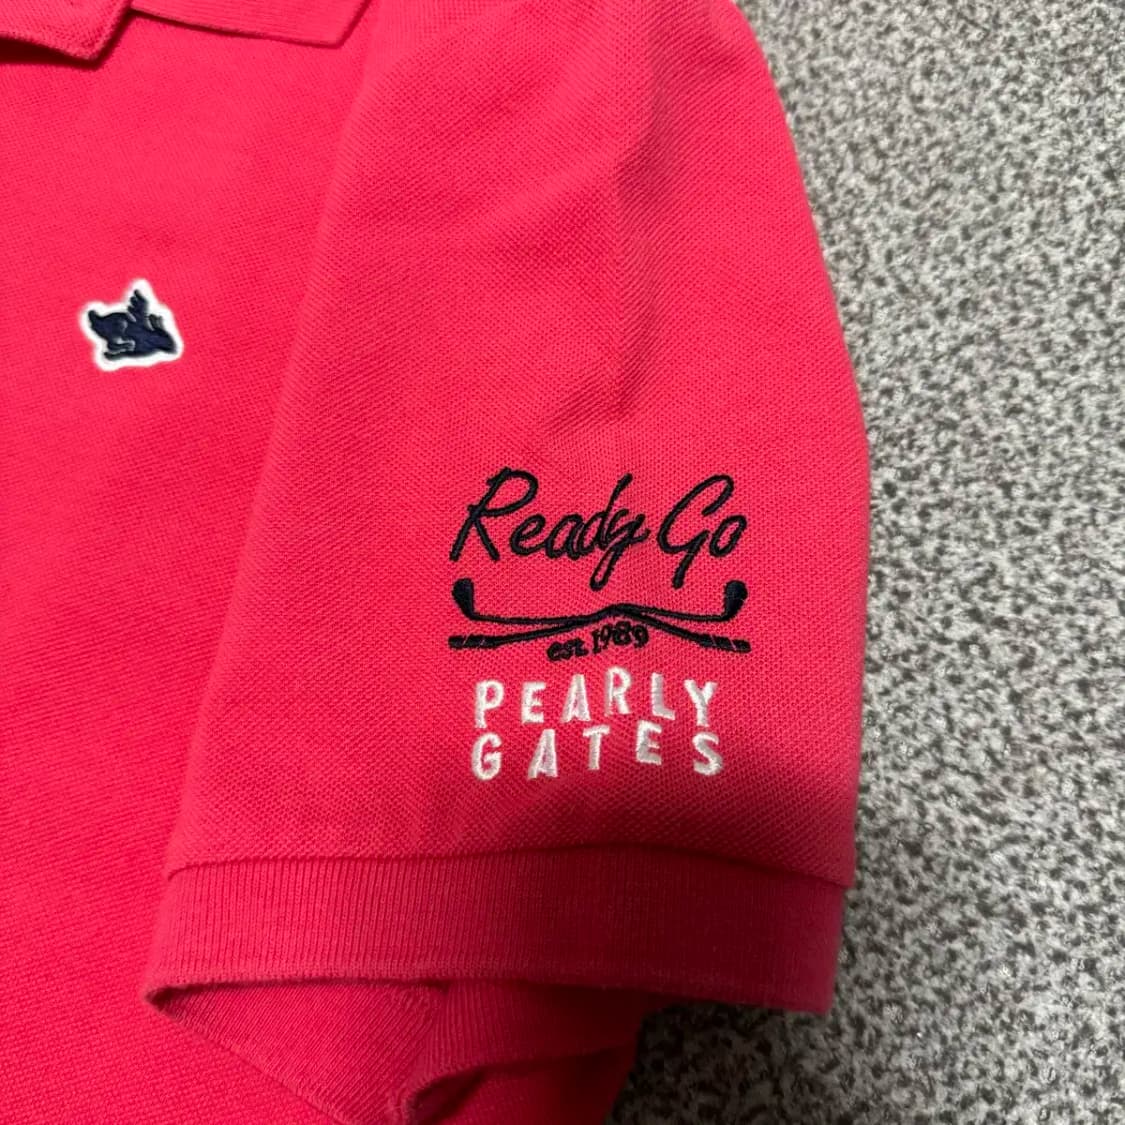 Ready Go
est. 1989
PEARLY
GATES